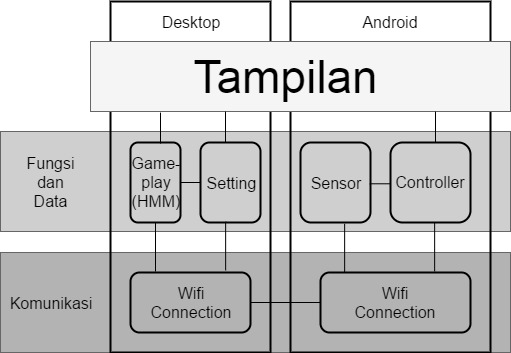 Desktop
Android
Tampilan
Fungsi
dan
Data
Game-
play
(HMM)
Setting
Sensor
Controller
Komunikasi
Wifi
Connection
Wifi
Connection